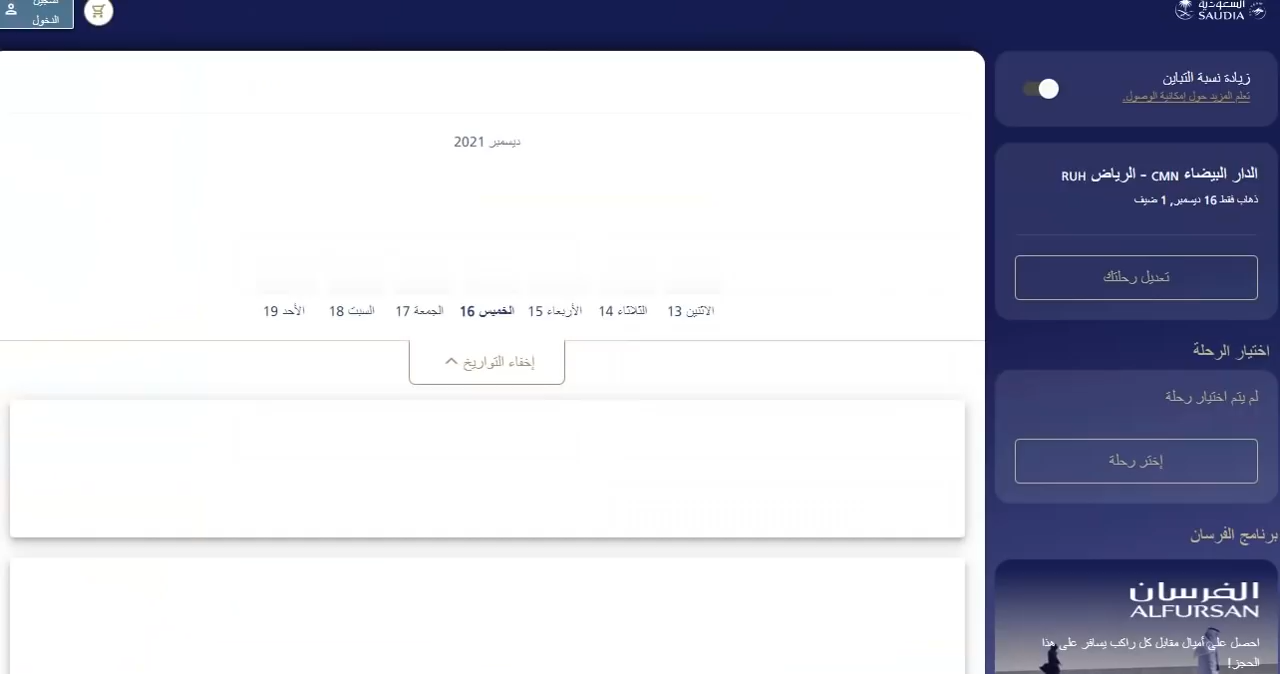 السعودية
SAUDIA
تسجيل
الدخول
زيادة نسبة التباين
تعلم المزيد حول إمكانية الوصول.
الدار البيضاء CMN - الرياض RUH
ذهاب فقط 16 ديسمبر, 1 ضيف
تعديل رحلتك
اختيار الرحلة
لم يتم اختيار رحلة
إختر رحلة
برنامج الفرسان
الفرسان
ALFURSAN
احصل على أميال مقابل كل راكب يسافر على هذا
الحجز!
ديسمبر 2021
الاثنين 13 الثلاثاء 14 الأربعاء 15 الخميس 16 الجمعة 17 السبت 18 الأحد 19
إخفاء التواريخ